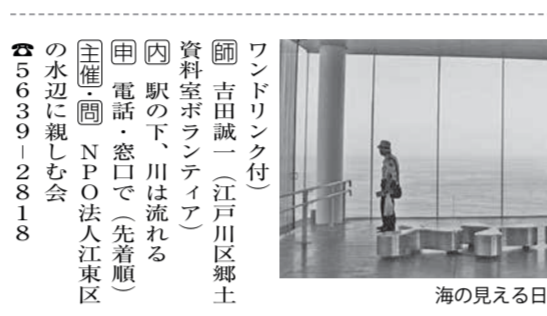 ワンドリンク付）
師 吉田誠一（江戸川区郷土
資料室ボランティア）
内 駅の下、川は流れる
申 電話・窓口で（先着順）
主催・問 NPO法人江東区
の水辺に親しむ会
☎5639−2818
海の見える日